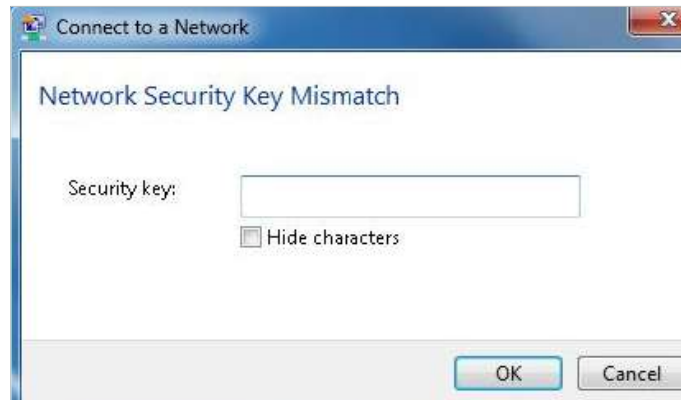 Connect to a Network
Network Security Key Mismatch
Security key:
Hide characters
OK Cancel